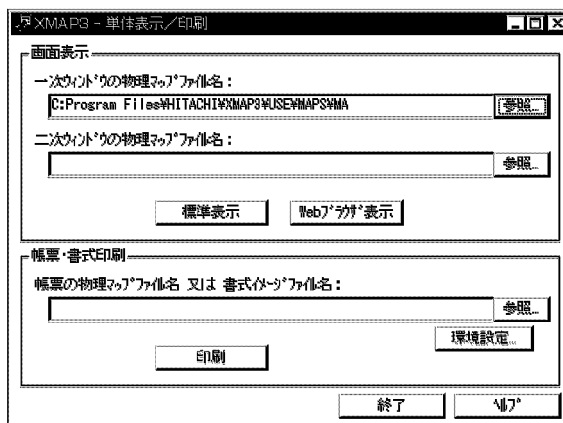 XMAP3 - 単体表示/印刷
画面表示
一次ウィンドウの物理マップファイル名:
C:Program Files¥HITACHI¥XMAP3¥USE¥MAPS¥MA
参照...
二次ウィンドウの物理マップファイル名:
参照...
標準表示
Webブラウザ表示
帳票・書式印刷
帳票の物理マップファイル名 又は 書式イメージファイル名:
参照...
環境設定...
印刷
終了
ヘルプ